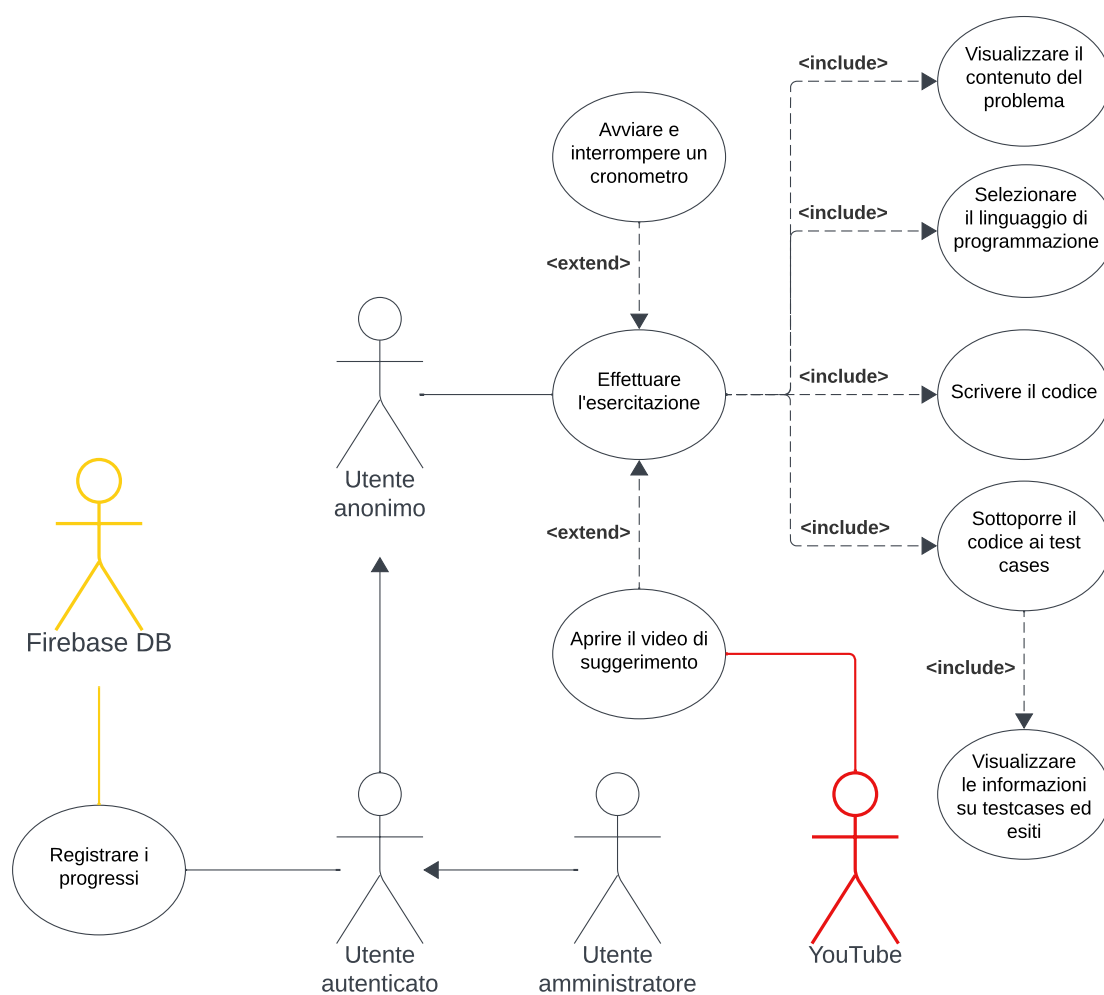 <include>
Visualizzare il
contenuto del
problema
Avviare e
interrompere un
cronometro
<include>
Selezionare
il linguaggio di
programmazione
<extend>
Effettuare
l'esercitazione
<include>
Scrivere il codice
Utente
anonimo
<extend>
<include>
Sottoporre il
codice ai test
cases
Firebase DB
Aprire il video di
suggerimento
<include>
Visualizzare
le informazioni
su testcases ed
esiti
Registrare i
progressi
Utente
autenticato
Utente
amministratore
YouTube